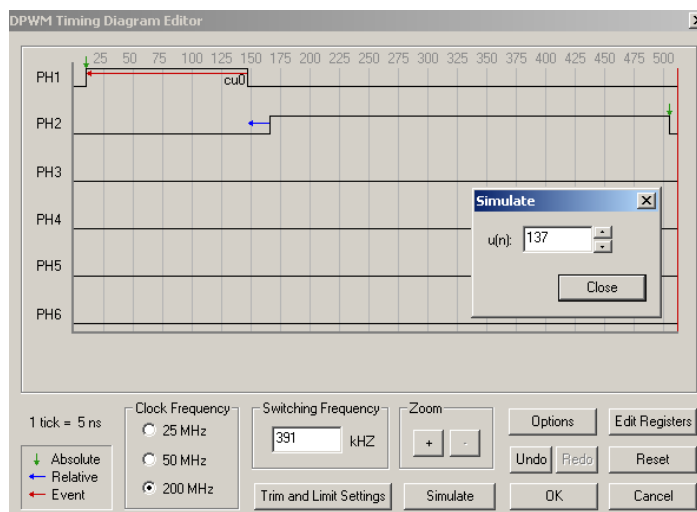 DPWM Timing Diagram Editor
25 50 75 100 125 150 175 200 225 250 275 300 325 350 375 400 425 450 475 500
PH1
cu0
PH2
PH3
PH4
PH5
PH6
Simulate
u(n): 137
Close
1 tick = 5 ns
Absolute
Relative
Event
Clock Frequency
25 MHz
50 MHz
200 MHz
Switching Frequency
391 kHZ
Zoom
+ -
Trim and Limit Settings
Simulate
Options
Edit Registers
Undo
Redo
Reset
OK
Cancel